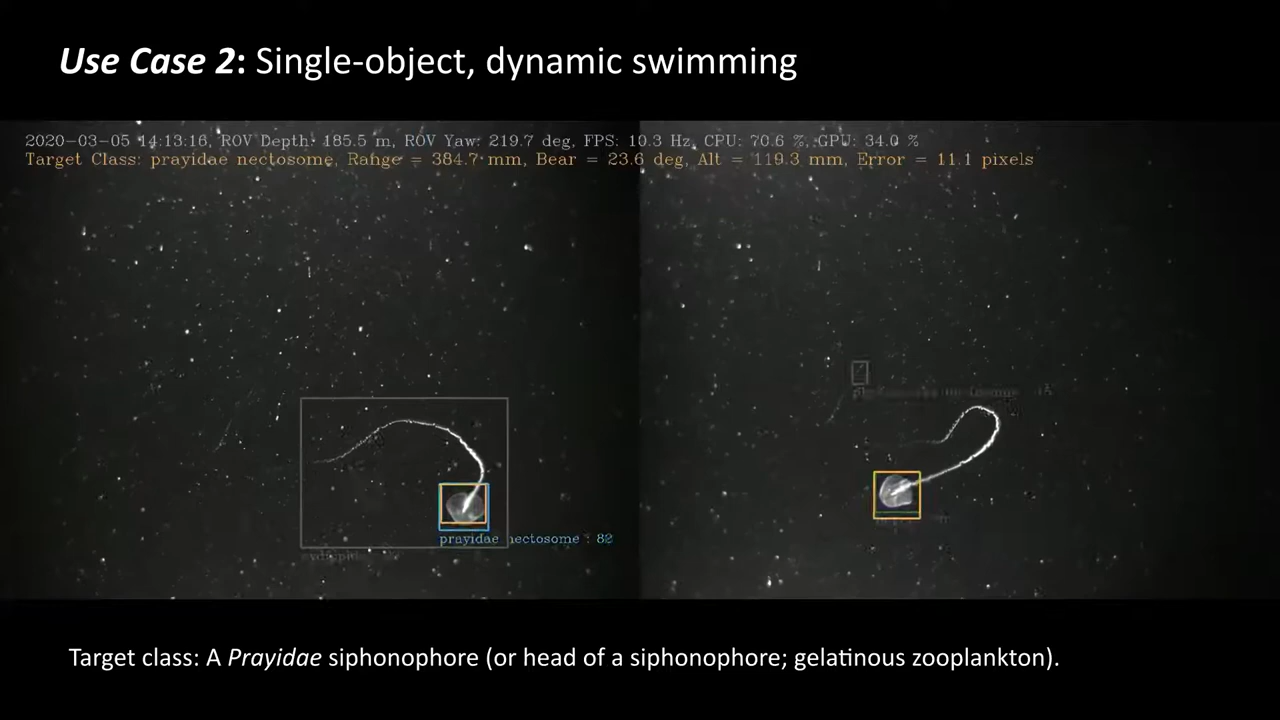 Use Case 2: Single-object, dynamic swimming
2020-03-05 14:13:16, ROV Depth: 185.5 m, ROV Yaw: 219.7 deg, FPS: 10.3 Hz, CPU: 70.6 %, GPU: 34.0 %
Target Class: prayidae nectosome, Range = 384.7 mm, Bear = 23.6 deg, Alt = 119.3 mm, Error = 11.1 pixels
prayidae nectosome : 82
Target class: A Prayidae siphonophore (or head of a siphonophore; gelatinous zooplankton).